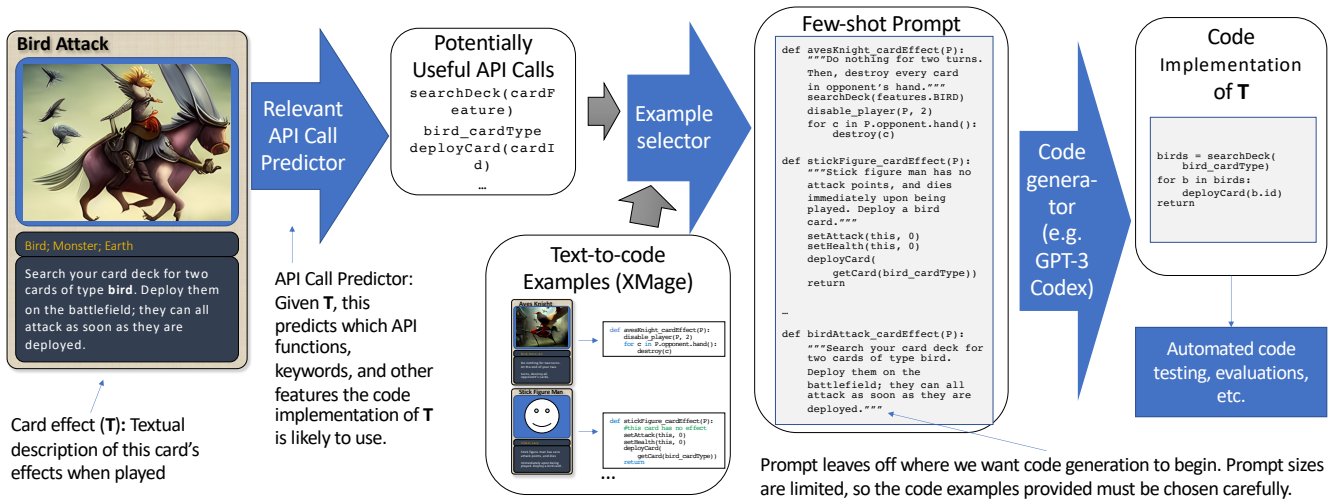 Bird Attack
Bird; Monster; Earth
Search your card deck for two
cards of type bird. Deploy them
on the battlefield; they can all
attack as soon as they are
deployed.
Card effect (T): Textual
description of this card's
effects when played
Relevant
API Call
Predictor
API Call Predictor:
Given T, this
predicts which API
functions,
keywords, and other
features the code
implementation of T
is likely to use.
Potentially
Useful API Calls
searchDeck(cardF
eature)
bird_cardType
deployCard(cardI
d)
…
Example
selector
Text-to-code
Examples (XMage)
Aves Knight
def avesKnight_cardEffect(P):
disable_player(P, 2)
for c in P.opponent.hand():
destroy(c)
Stick Figure Man
def stickFigure_cardEffect(P):
#this card has no effect
setAttack(this, 0)
setHealth(this, 0)
deployCard(
getCard(bird_cardType))
return
…
Few-shot Prompt
def avesKnight_cardEffect(P):
"""Do nothing for two turns.
Then, destroy every card
in opponent's hand."""
searchDeck(features.BIRD)
disable_player(P, 2)
for c in P.opponent.hand():
destroy(c)
def stickFigure_cardEffect(P):
"""Stick figure man has no
attack points, and dies
immediately upon being
played. Deploy a bird
card."""
setAttack(this, 0)
setHealth(this, 0)
deployCard(
getCard(bird_cardType))
return
…
def birdAttack_cardEffect(P):
"""Search your card deck for
two cards of type bird.
Deploy them on the
battlefield; they can all
attack as soon as they are
deployed."""
Prompt leaves off where we want code generation to begin. Prompt sizes
are limited, so the code examples provided must be chosen carefully.
Code
genera-
tor
(e.g.
GPT-3
Codex)
Code
Implementation
of T
birds = searchDeck(
bird_cardType)
for b in birds:
deployCard(b.id)
return
Automated code
testing, evaluations,
etc.